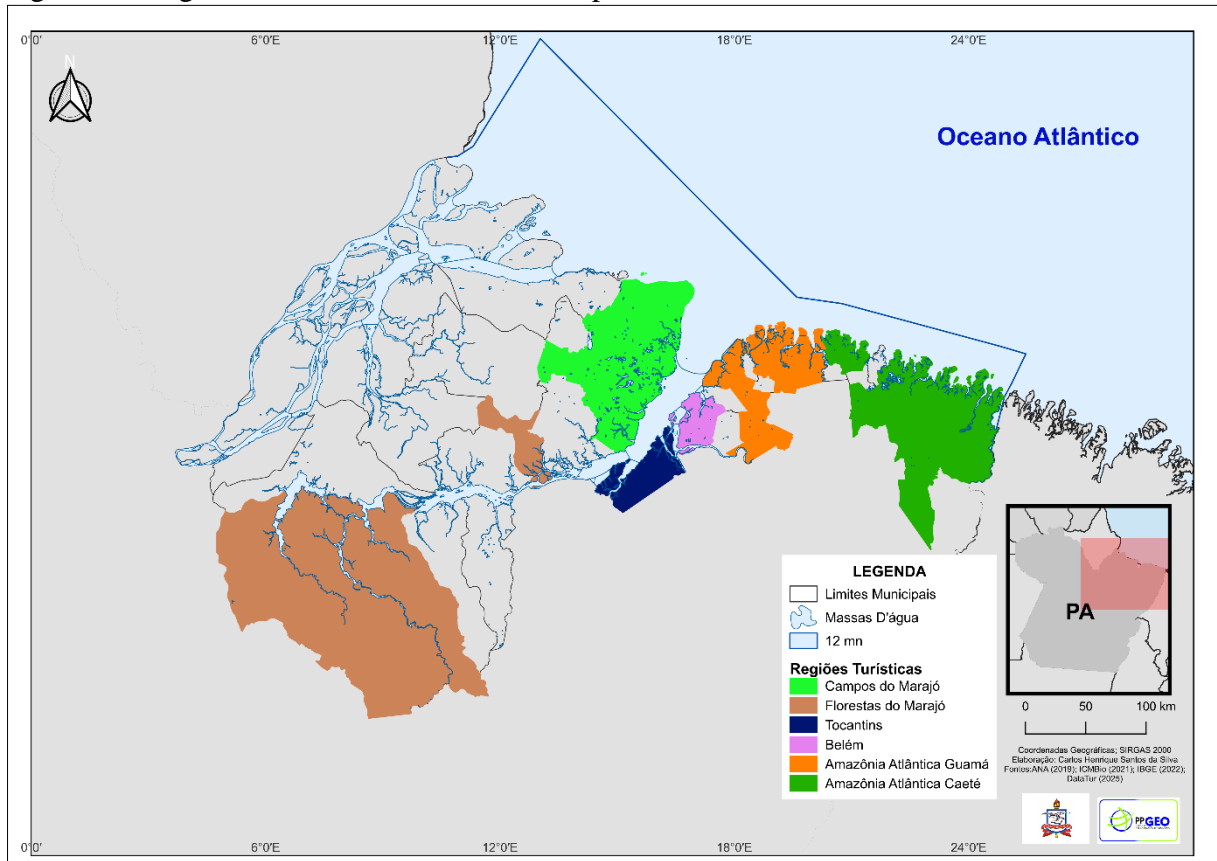 0°0'
6°0'E
12°0'E
18°0'E
24°0'E
N
Oceano Atlântico
LEGENDA
Limites Municipais
Massas D'água
12 mn
Regiões Turísticas
Campos do Marajó
Florestas do Marajó
Tocantins
Belém
Amazônia Atlântica Guamá
Amazônia Atlântica Caeté
PA
0 50 100 km
Coordenadas Geográficas; SIRGAS 2000
Elaboração: Carlos Henrique Santos da Silva
Fontes:ANA (2019); ICMBio (2021); IBGE (2022);
DataTur (2025)
PPGEO
0°0'
6°0'E
12°0'E
18°0'E
24°0'E